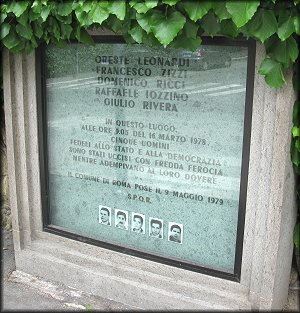 ORESTE LEONARDI
FRANCESCO ZIZZI
DOMENICO RICCI
RAFFAELE IOZZINO
GIULIO RIVERA
IN QUESTO LUOGO,
ALLE ORE 9.05 DEL 16 MARZO 1978
CINQUE UOMINI
FEDELI ALLO STATO E ALLA DEMOCRAZIA
SONO STATI UCCISI CON FREDDA FEROCIA
MENTRE ADEMPIVANO AL LORO DOVERE
IL COMUNE DI ROMA POSE IL 9 MAGGIO 1979
S.P.Q.R.